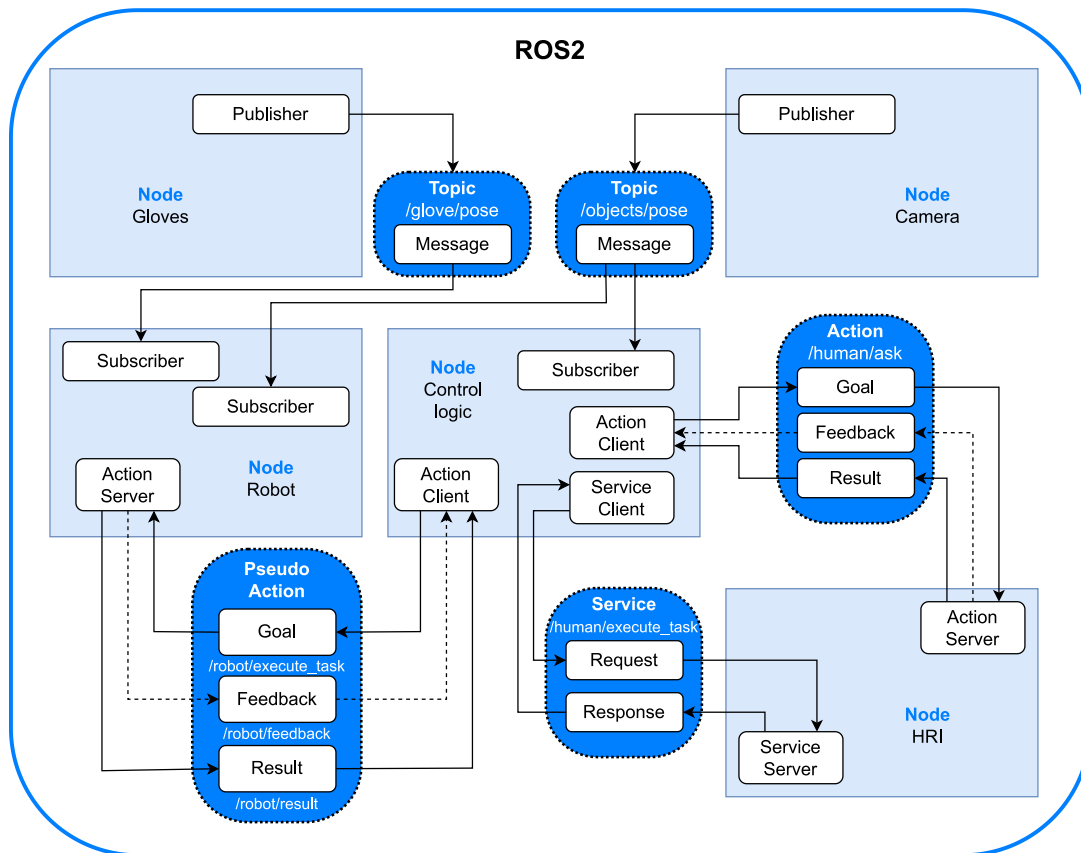 ROS2
Publisher
Node
Gloves
Topic
/glove/pose
Message
Topic
/objects/pose
Message
Publisher
Node
Camera
Subscriber
Subscriber
Node
Robot
Action
Server
Node
Control
logic
Subscriber
Action
Client
Service
Client
Action
Client
Action
/human/ask
Goal
Feedback
Result
Pseudo
Action
Goal
/robot/execute_task
Feedback
/robot/feedback
Result
/robot/result
Service
/human/execute_task
Request
Response
Action
Server
Node
HRI
Service
Server